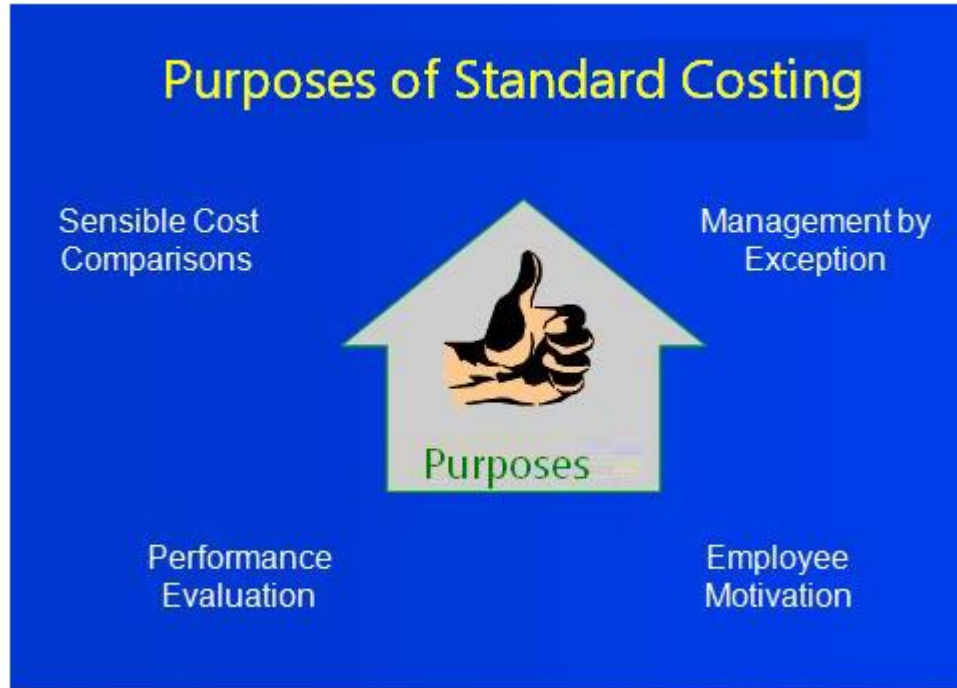 Purposes of Standard Costing
Sensible Cost
Comparisons
Management by
Exception
Purposes
Performance
Evaluation
Employee
Motivation